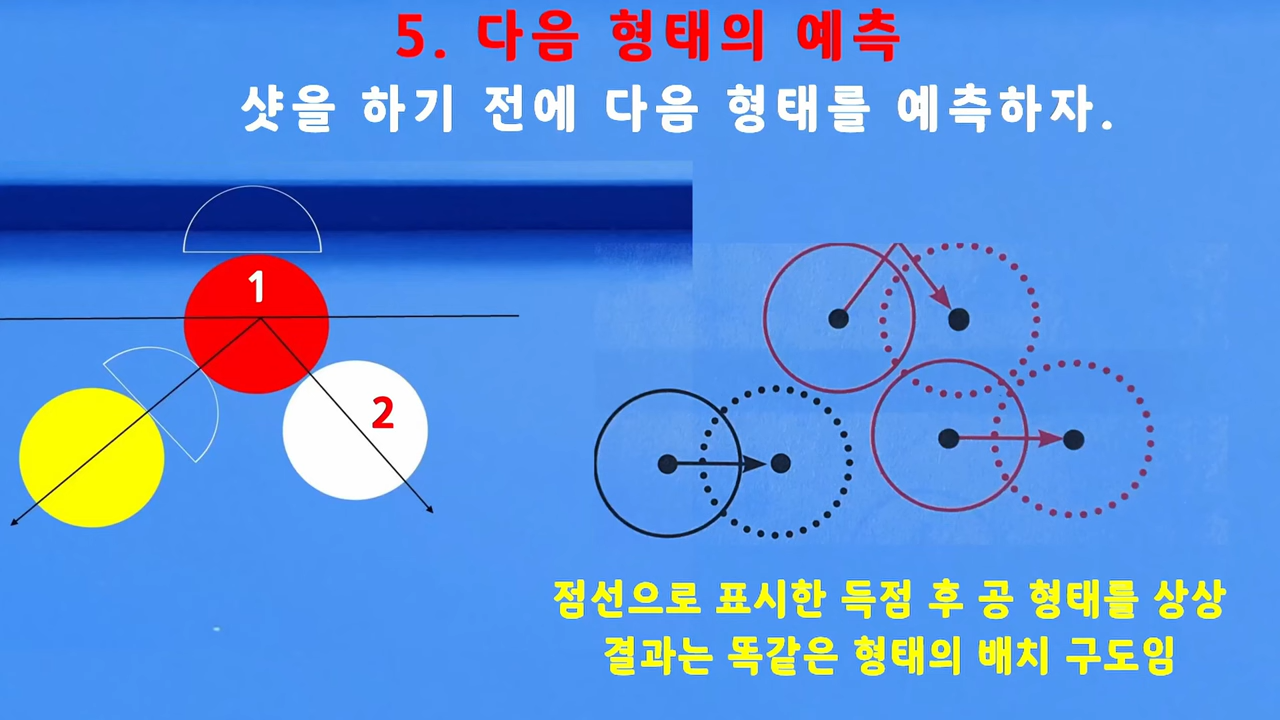 5. 다음 형태의 예측
샷을 하기 전에 다음 형태를 예측하자.
1
2
점선으로 표시한 득점 후 공 형태를 상상
결과는 똑같은 형태의 배치 구도임